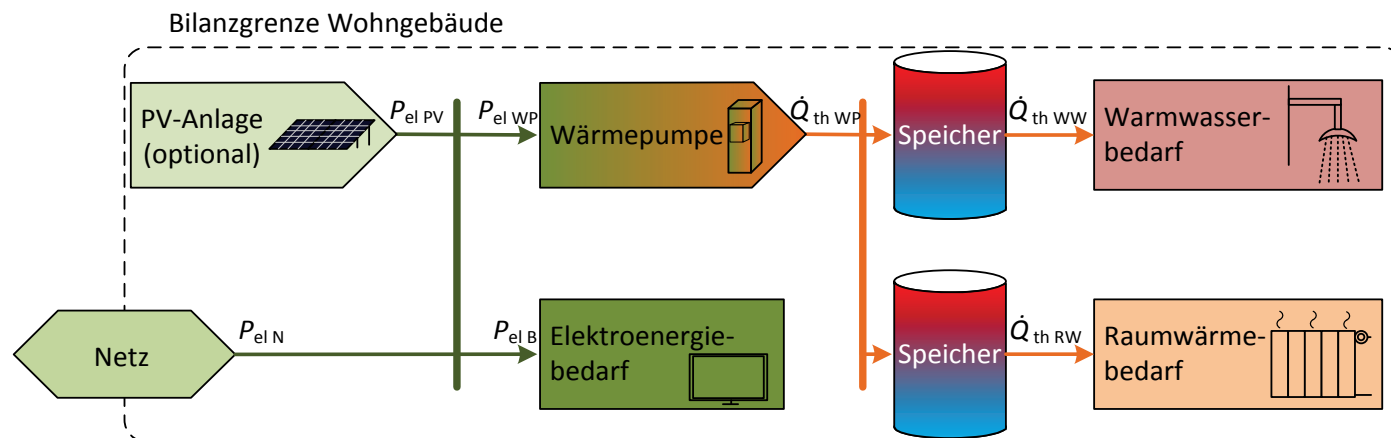 Bilanzgrenze Wohngebäude
PV-Anlage
(optional)
P el PV
P el WP
Wärmepumpe
Q̇ th WP
Speicher
Q̇ th WW
Warmwasser-
bedarf
Netz
P el N
P el B
Elektroenergie-
bedarf
Speicher
Q̇ th RW
Raumwärme-
bedarf